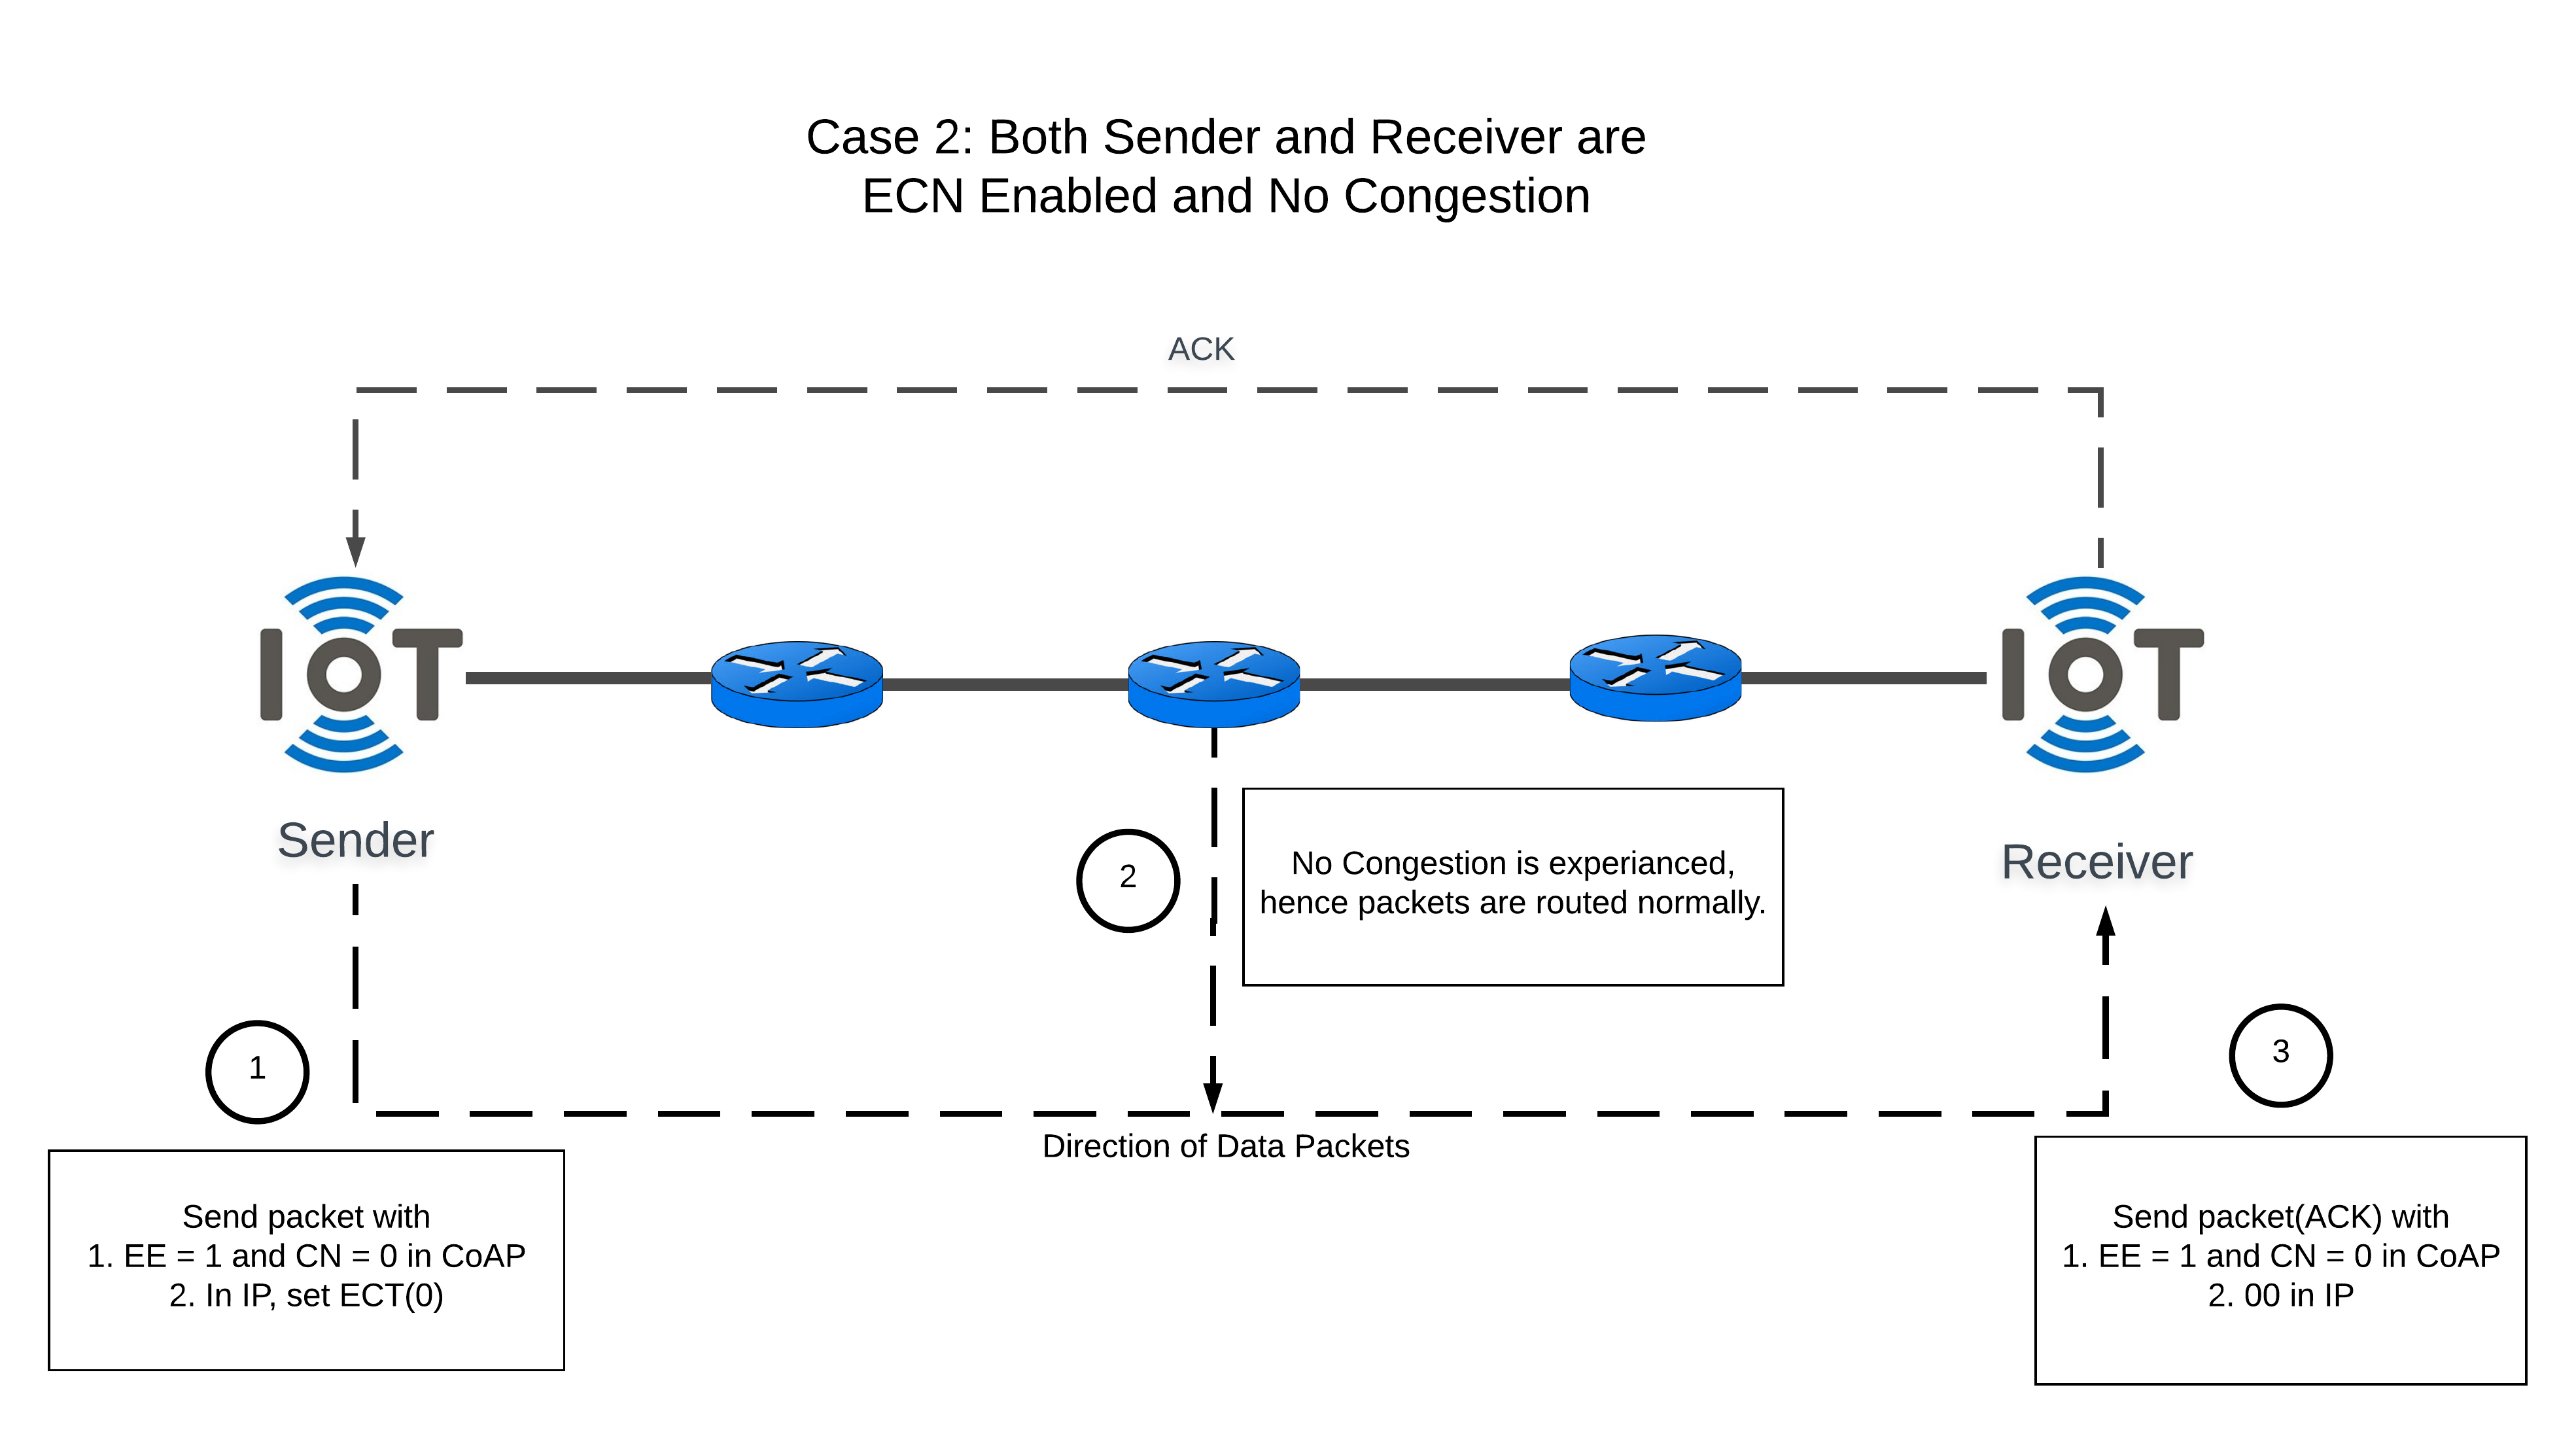 Case 2: Both Sender and Receiver are
ECN Enabled and No Congestion
ACK
IoT
IoT
Sender
Receiver
2
No Congestion is experianced,
hence packets are routed normally.
1
3
Direction of Data Packets
Send packet with
1. EE = 1 and CN = 0 in CoAP
2. In IP, set ECT(0)
Send packet(ACK) with
1. EE = 1 and CN = 0 in CoAP
2. 00 in IP